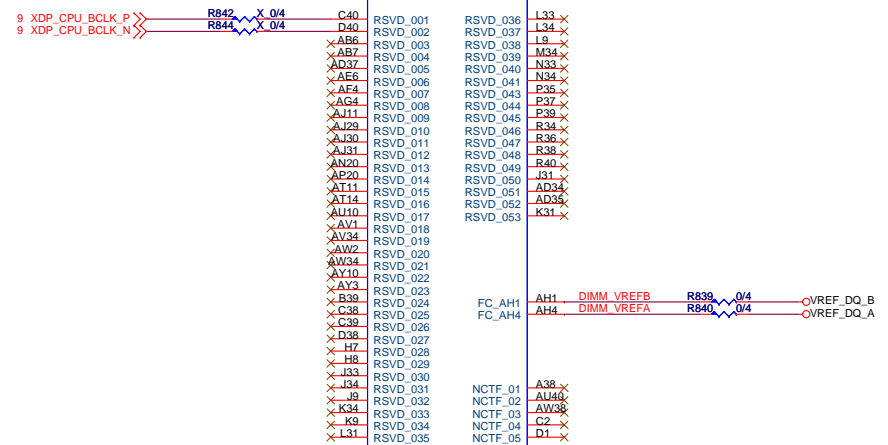 9 XDP_CPU_BCLK_P R842 X_0/4 C40 RSVD_001 RSVD_036 L33
9 XDP_CPU_BCLK_N R844 X_0/4 D40 RSVD_002 RSVD_037 L34
AB6 RSVD_003 RSVD_038 L9
AB7 RSVD_004 RSVD_039 M34
AD37 RSVD_005 RSVD_040 N33
AE6 RSVD_006 RSVD_041 N34
AF4 RSVD_007 RSVD_043 P35
AG4 RSVD_008 RSVD_044 P37
AJ11 RSVD_009 RSVD_045 P39
AJ29 RSVD_010 RSVD_046 R34
AJ30 RSVD_011 RSVD_047 R36
AJ31 RSVD_012 RSVD_048 R38
AN20 RSVD_013 RSVD_049 R40
AP20 RSVD_014 RSVD_050 J31
AT11 RSVD_015 RSVD_051 AD34
AT14 RSVD_016 RSVD_052 AD35
AU10 RSVD_017 RSVD_053 K31
AV1 RSVD_018
AV34 RSVD_019
AW2 RSVD_020
AW34 RSVD_021
AY10 RSVD_022
AY3 RSVD_023
B39 RSVD_024 FC_AH1 AH1 DIMM_VREFB R839 0/4 VREF_DQ_B
C38 RSVD_025 FC_AH4 AH4 DIMM_VREFA R840 0/4 VREF_DQ_A
C39 RSVD_026
D38 RSVD_027
H7 RSVD_028
H8 RSVD_029
J33 RSVD_030
J34 RSVD_031 NCTF_01 A38
J9 RSVD_032 NCTF_02 AU40
K34 RSVD_033 NCTF_03 AW38
K9 RSVD_034 NCTF_04 C2
L31 RSVD_035 NCTF_05 D1